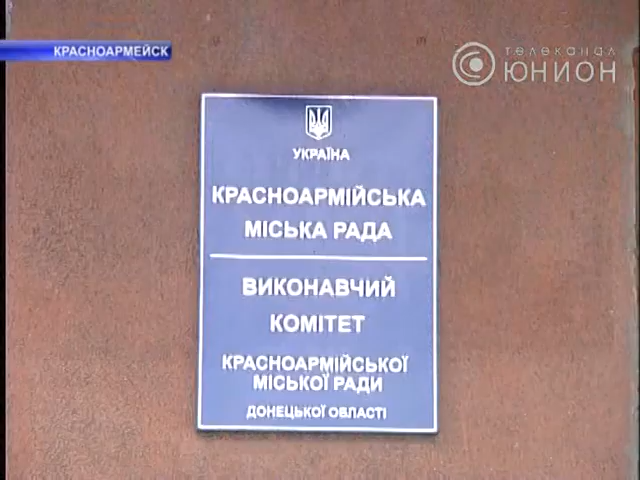 КРАСНОАРМЕЙСК
телеканал
ЮНИОН
УКРАЇНА
КРАСНОАРМІЙСЬКА
МІСЬКА РАДА
ВИКОНАВЧИЙ
КОМІТЕТ
КРАСНОАРМІЙСЬКОЇ
МІСЬКОЇ РАДИ
ДОНЕЦЬКОЇ ОБЛАСТІ